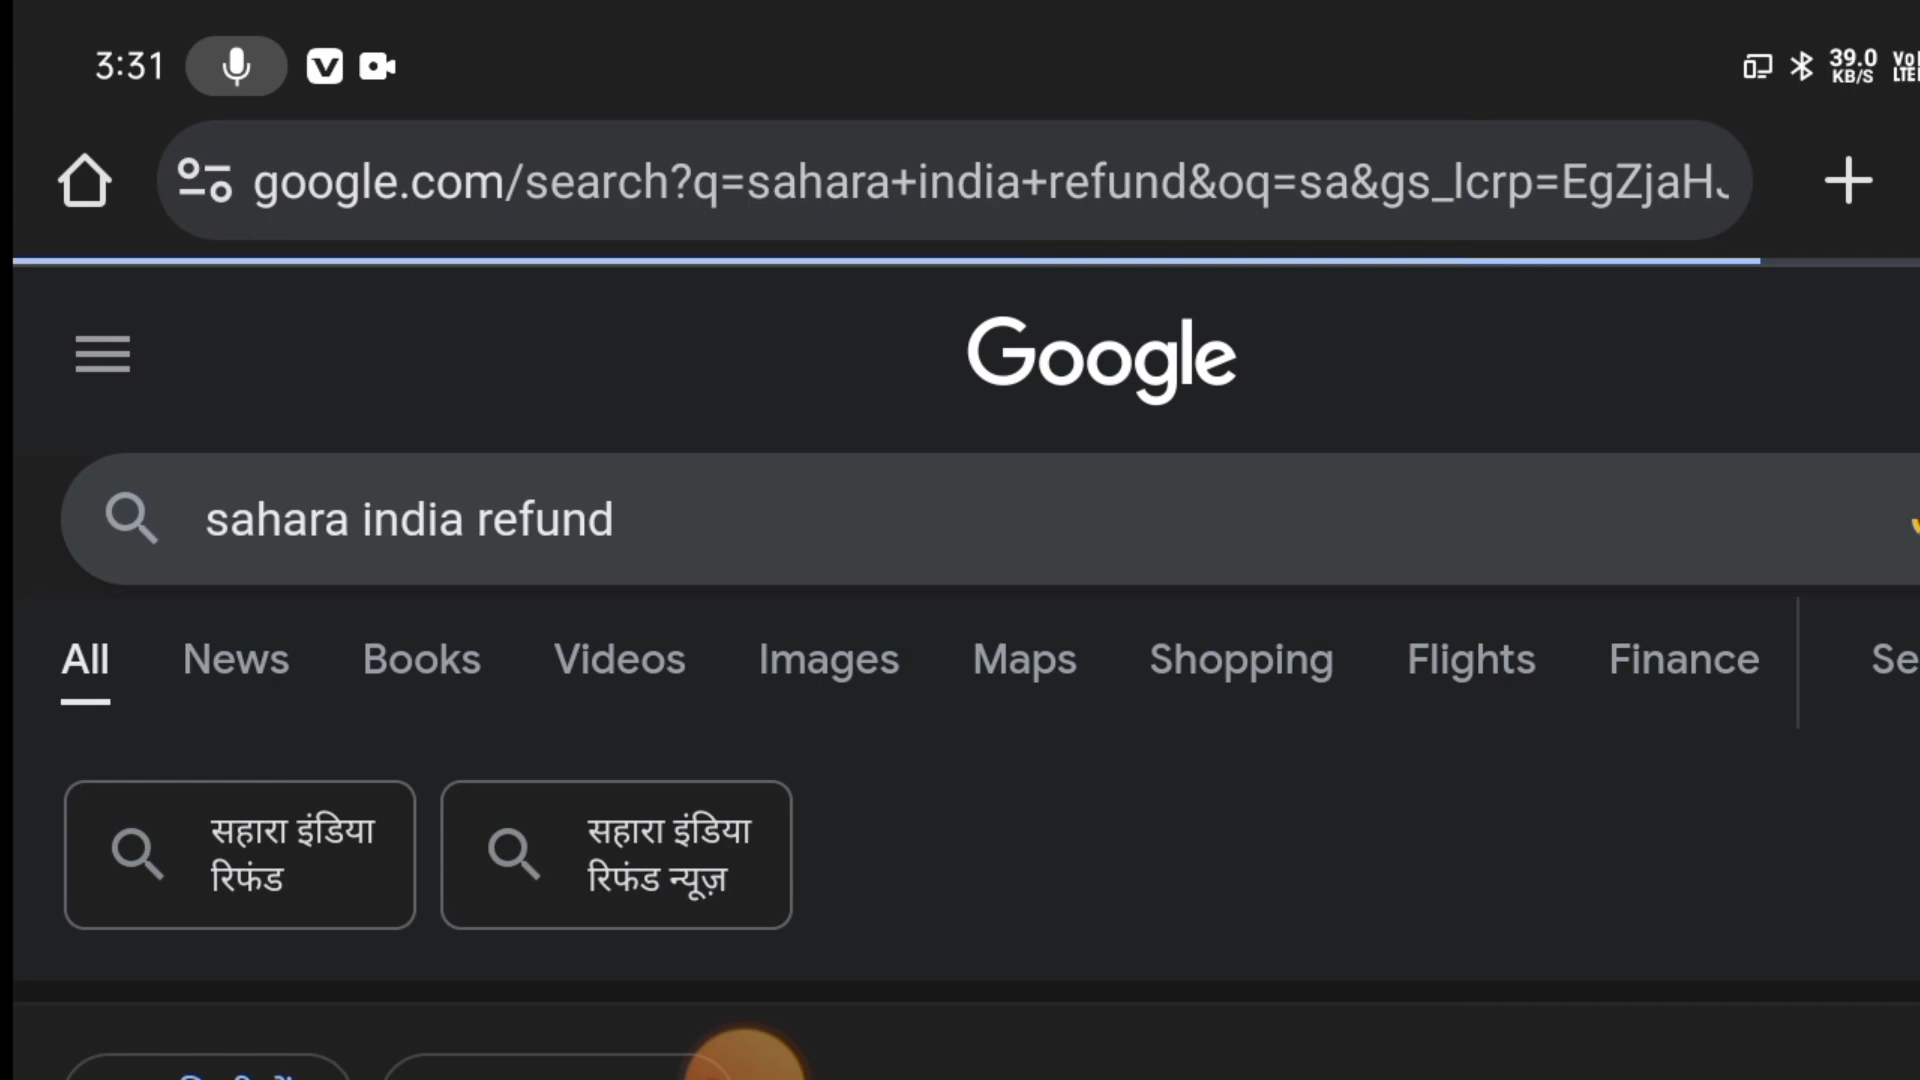 3:31
39.0
KB/S
google.com/search?q=sahara+india+refund&oq=sa&gs_lcrp=EgZjaH
Google
sahara india refund
All News Books Videos Images Maps Shopping Flights Finance
सहारा इंडिया
रिफंड
सहारा इंडिया
रिफंड न्यूज़